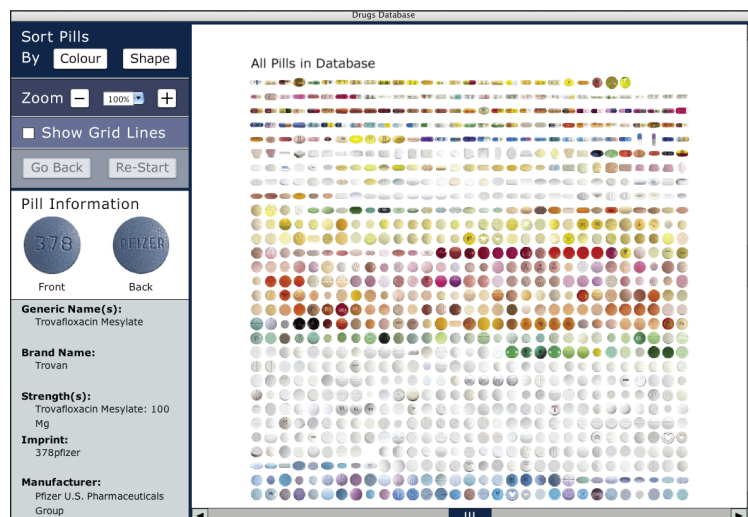 Drugs Database
Sort Pills
By Colour Shape
Zoom 100%
Show Grid Lines
Go Back Re-Start
Pill Information
378 PFIZER
Front Back
Generic Name(s):
Trovafloxacin Mesylate
Brand Name:
Trovan
Strength(s):
Trovafloxacin Mesylate: 100
Mg
Imprint:
378pfizer
Manufacturer:
Pfizer U.S. Pharmaceuticals
Group
All Pills in Database